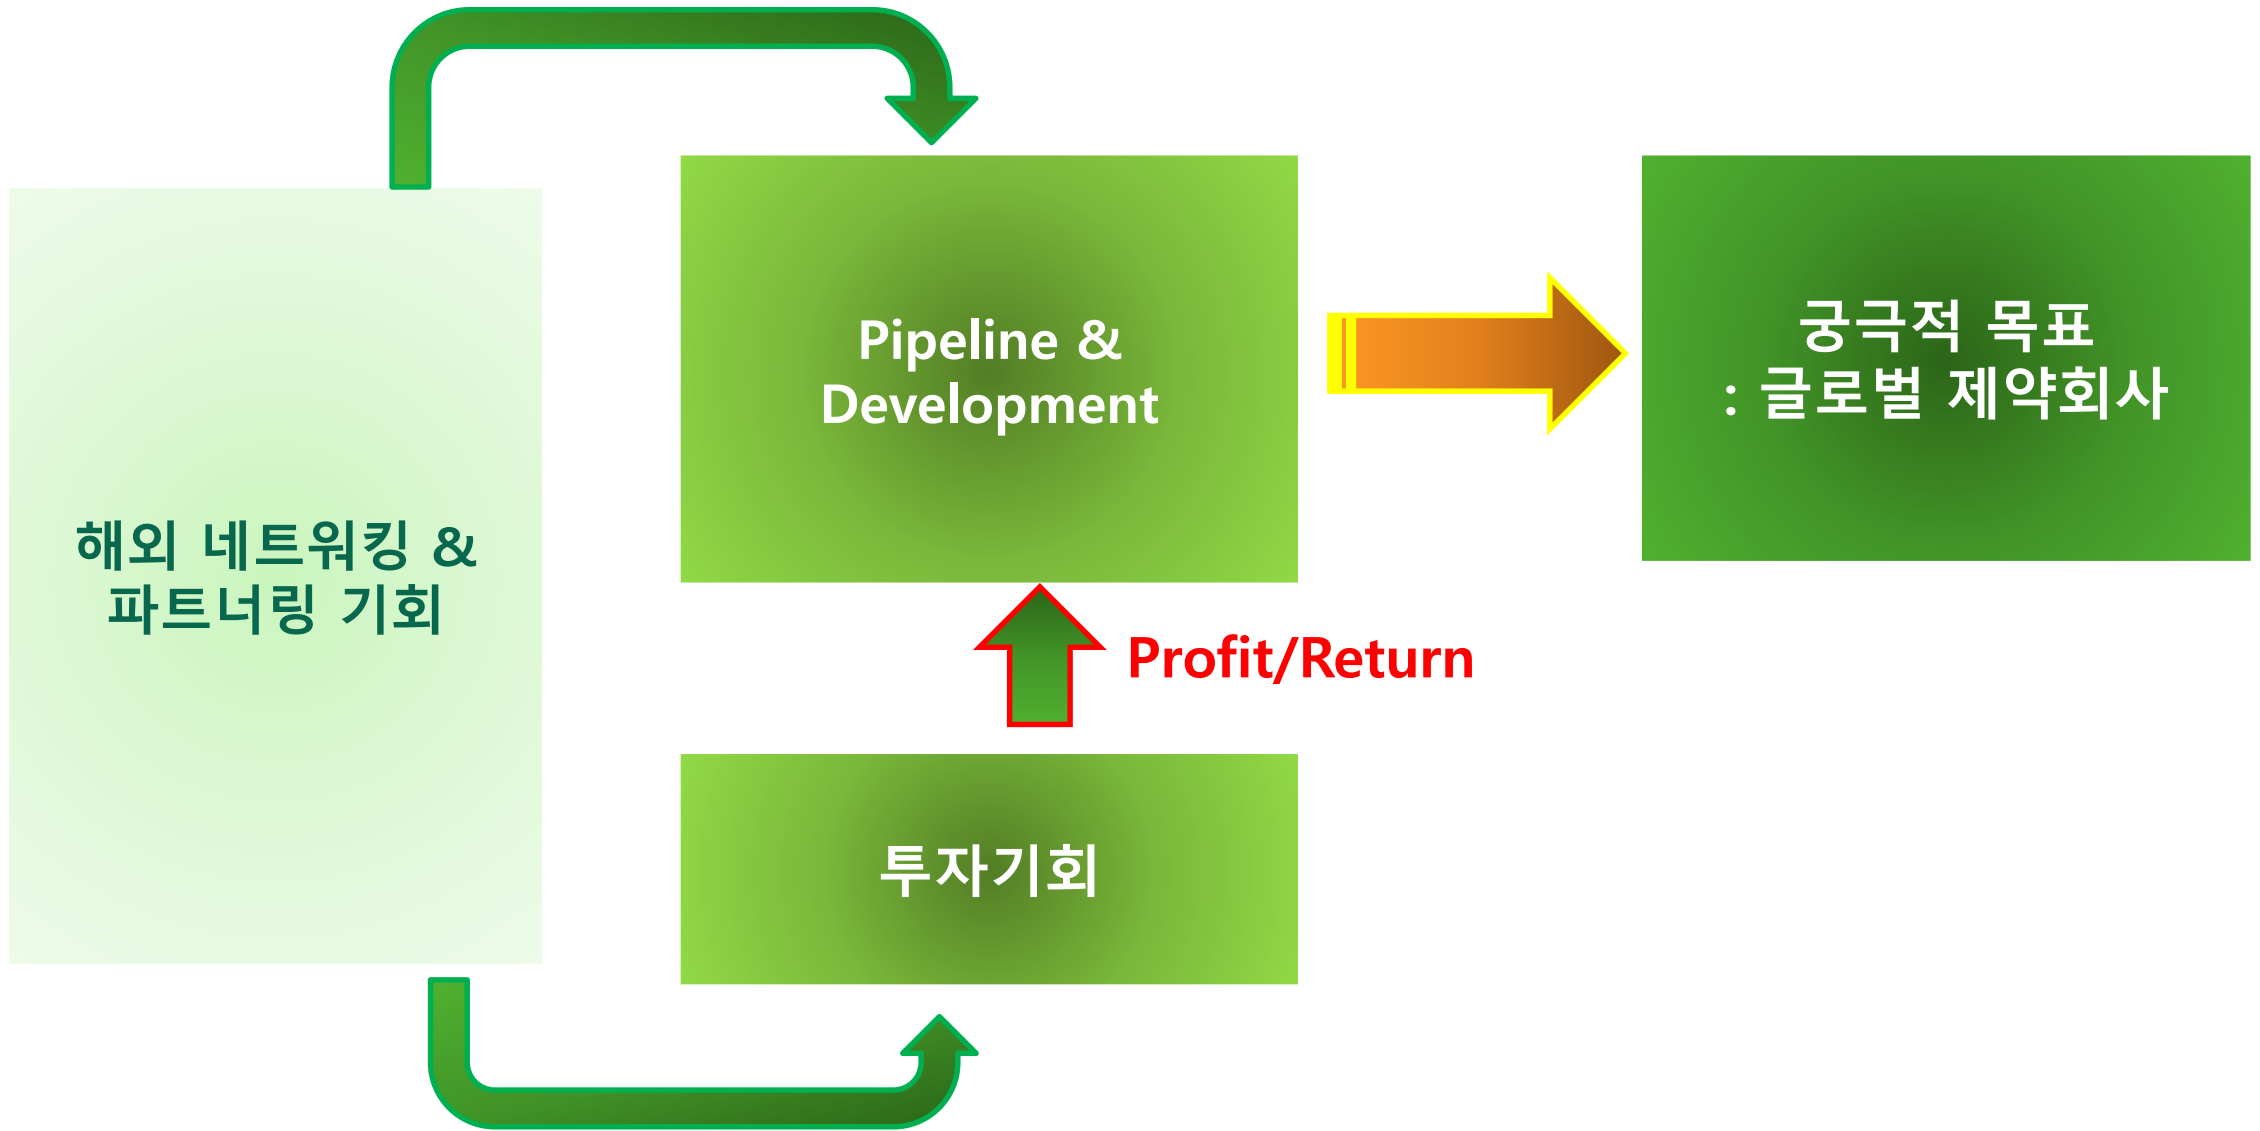 해외 네트워킹 &
파트너링 기회
Pipeline &
Development
Profit/Return
투자기회
궁극적 목표
: 글로벌 제약회사